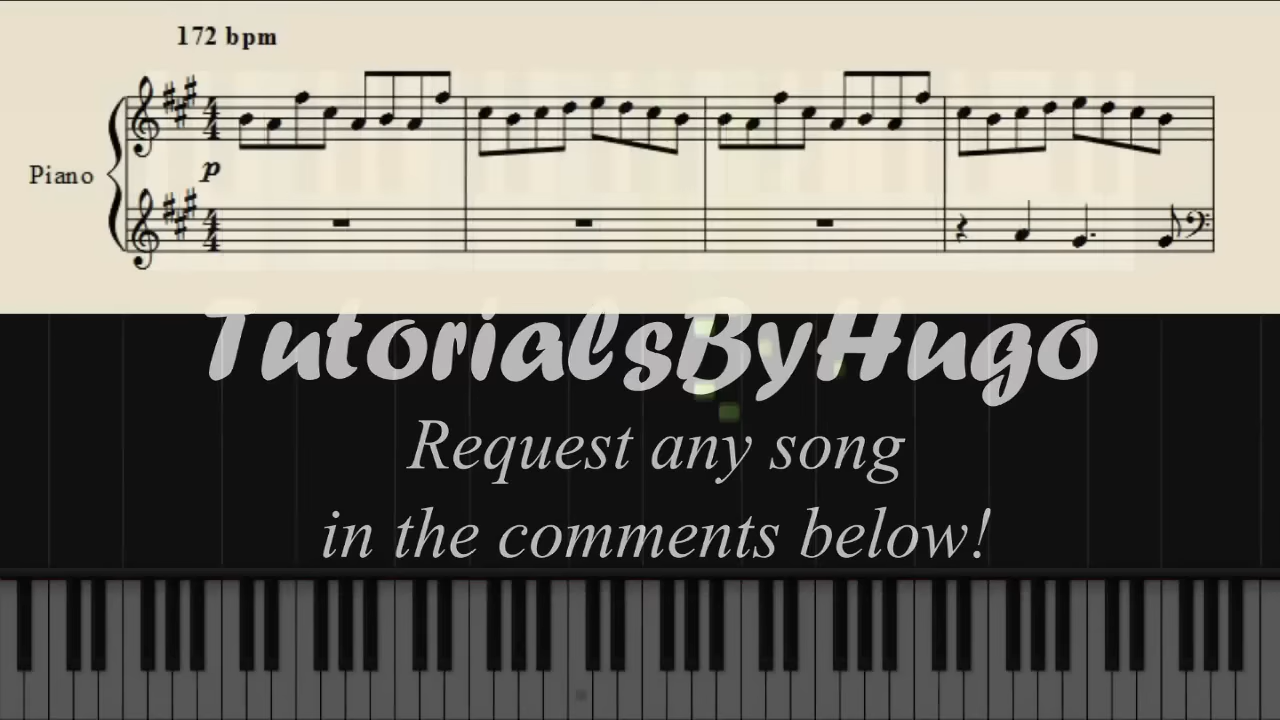 172 bpm
Piano
p
TutorialsByHugo
Request any song
in the comments below!